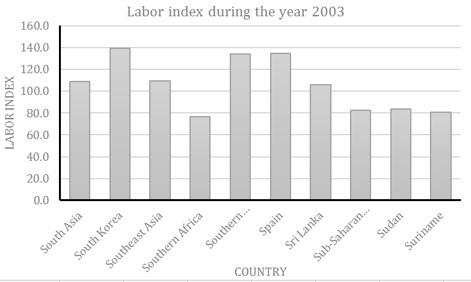 Labor index during the year 2003
160.0
140.0
120.0
100.0
80.0
60.0
40.0
20.0
0.0
LABOR INDEX
South Asia
South Korea
Southeast Asia
Southern Africa
Southern...
Spain
Sri Lanka
Sub-Saharan...
Sudan
Suriname
COUNTRY